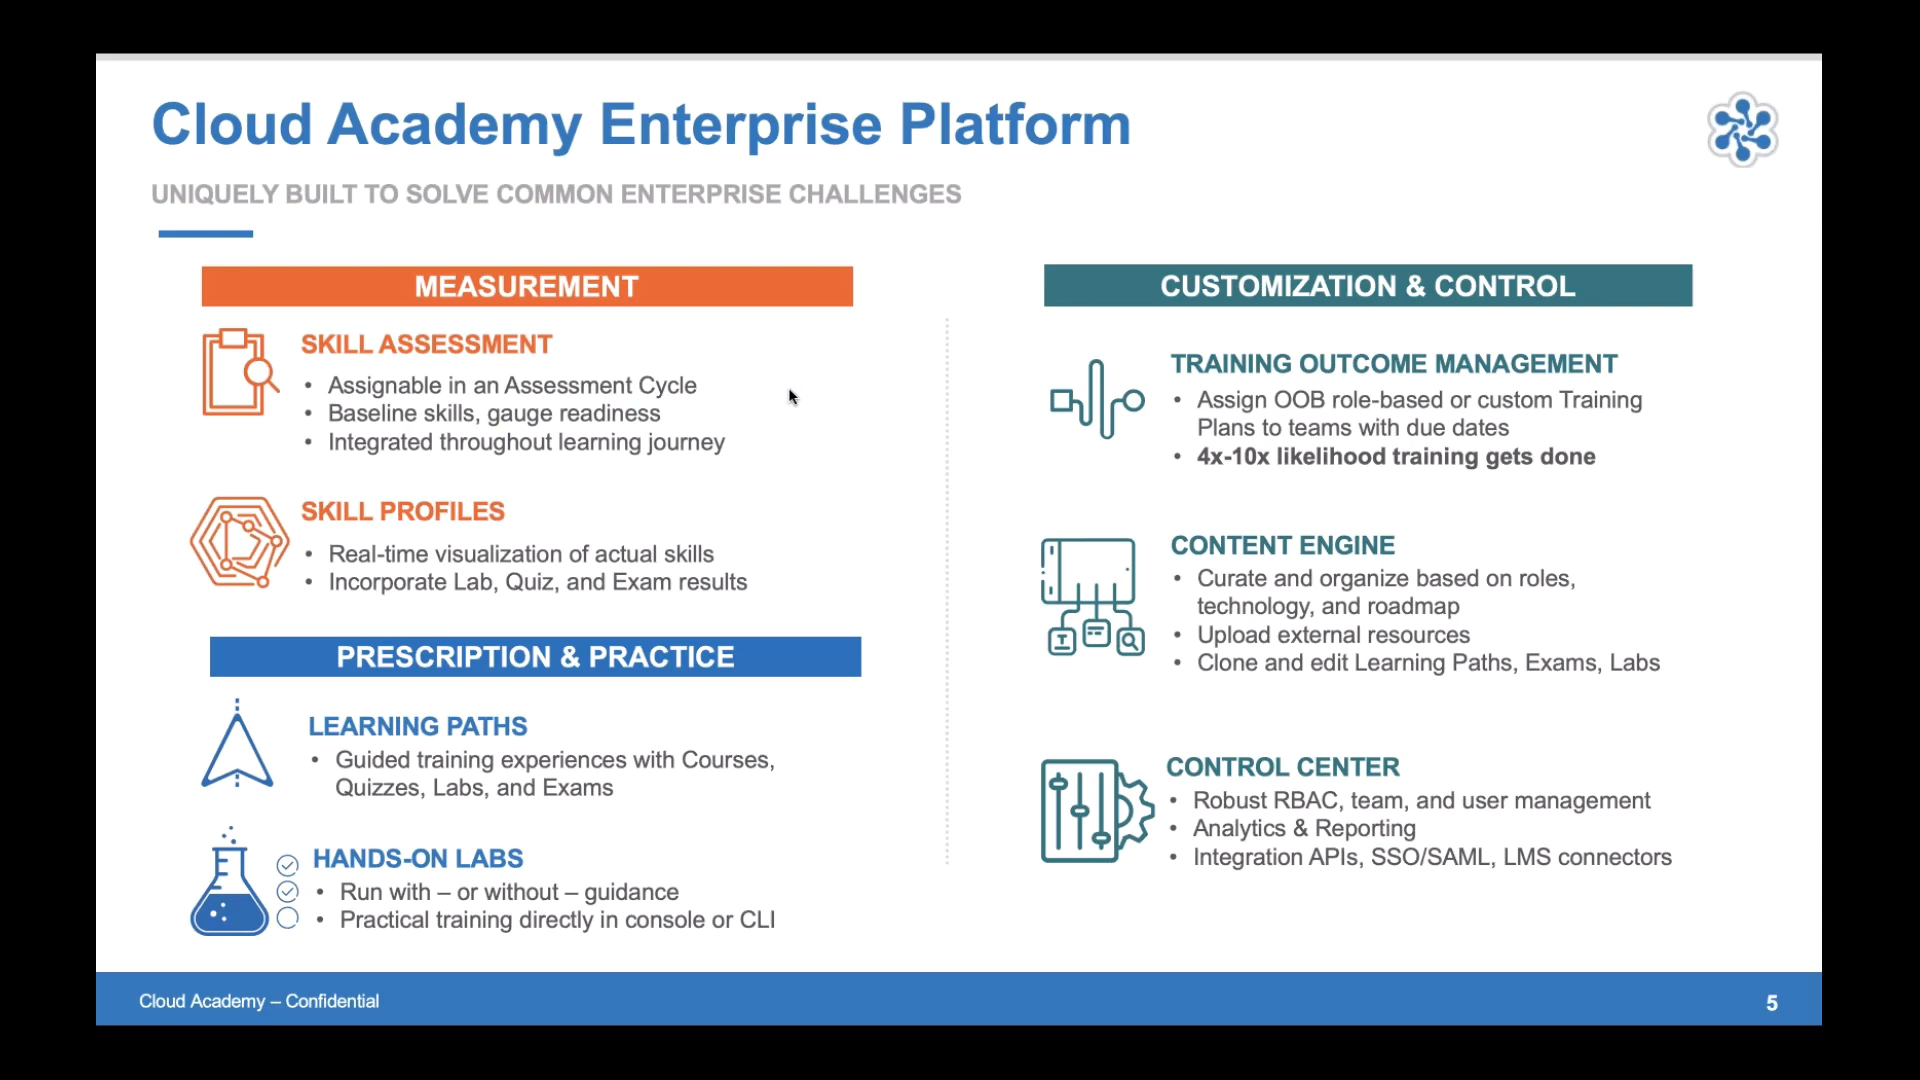 Cloud Academy Enterprise Platform
UNIQUELY BUILT TO SOLVE COMMON ENTERPRISE CHALLENGES
MEASUREMENT
SKILL ASSESSMENT
• Assignable in an Assessment Cycle
• Baseline skills, gauge readiness
• Integrated throughout learning journey
SKILL PROFILES
• Real-time visualization of actual skills
• Incorporate Lab, Quiz, and Exam results
PRESCRIPTION & PRACTICE
LEARNING PATHS
• Guided training experiences with Courses,
Quizzes, Labs, and Exams
HANDS-ON LABS
• Run with – or without – guidance
• Practical training directly in console or CLI
CUSTOMIZATION & CONTROL
TRAINING OUTCOME MANAGEMENT
• Assign OOB role-based or custom Training
Plans to teams with due dates
• 4x-10x likelihood training gets done
CONTENT ENGINE
• Curate and organize based on roles,
technology, and roadmap
• Upload external resources
• Clone and edit Learning Paths, Exams, Labs
CONTROL CENTER
• Robust RBAC, team, and user management
• Analytics & Reporting
• Integration APIs, SSO/SAML, LMS connectors
Cloud Academy – Confidential
5